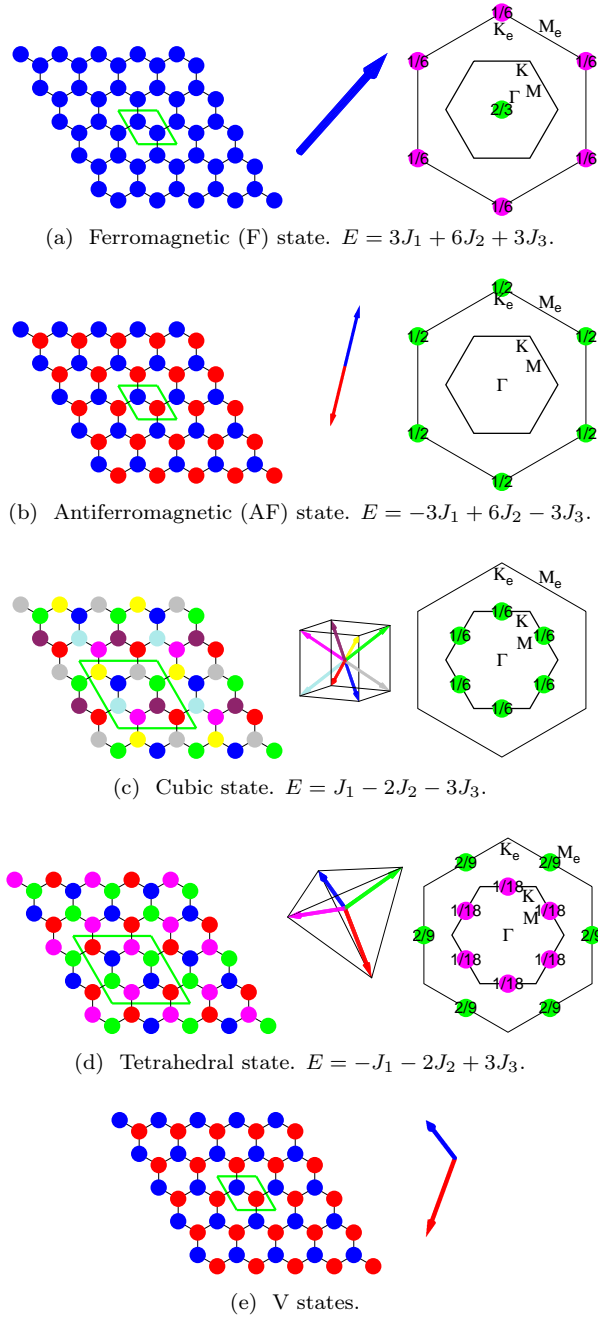 1/6
K_e M_e
1/6 1/6
K
Γ M
2/3
1/6 1/6
1/6
(a) Ferromagnetic (F) state. E = 3J_1 + 6J_2 + 3J_3.
1/2
K_e M_e
1/2 1/2
K
M
Γ
1/2 1/2
1/2
(b) Antiferromagnetic (AF) state. E = −3J_1 + 6J_2 − 3J_3.
K_e M_e
1/6
K
1/6 M 1/6
Γ
1/6 1/6
1/6
(c) Cubic state. E = J_1 − 2J_2 − 3J_3.
K_e M_e
2/9 2/9
1/18
K
1/18 M 1/18
2/9 Γ 2/9
1/18 1/18
1/18
2/9 2/9
(d) Tetrahedral state. E = −J_1 − 2J_2 + 3J_3.
(e) V states.